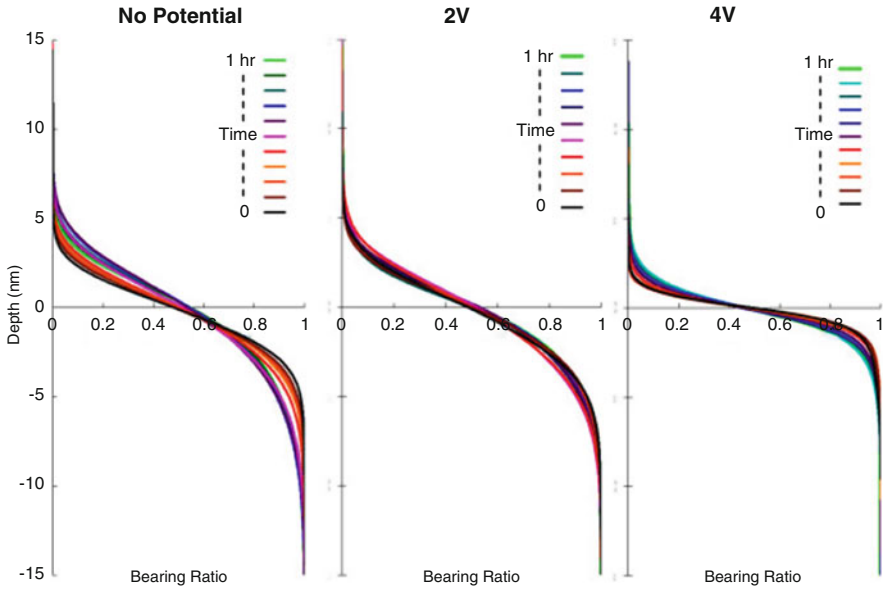 No Potential
2V
4V
15
10
5
0
-5
-10
-15
Depth (nm)
1 hr
Time
0
0 0.2 0.4 0.6 0.8 1
Bearing Ratio
1 hr
Time
0
0 0.2 0.4 0.6 0.8 1
Bearing Ratio
1 hr
Time
0
0 0.2 0.4 0.6 0.8 1
Bearing Ratio